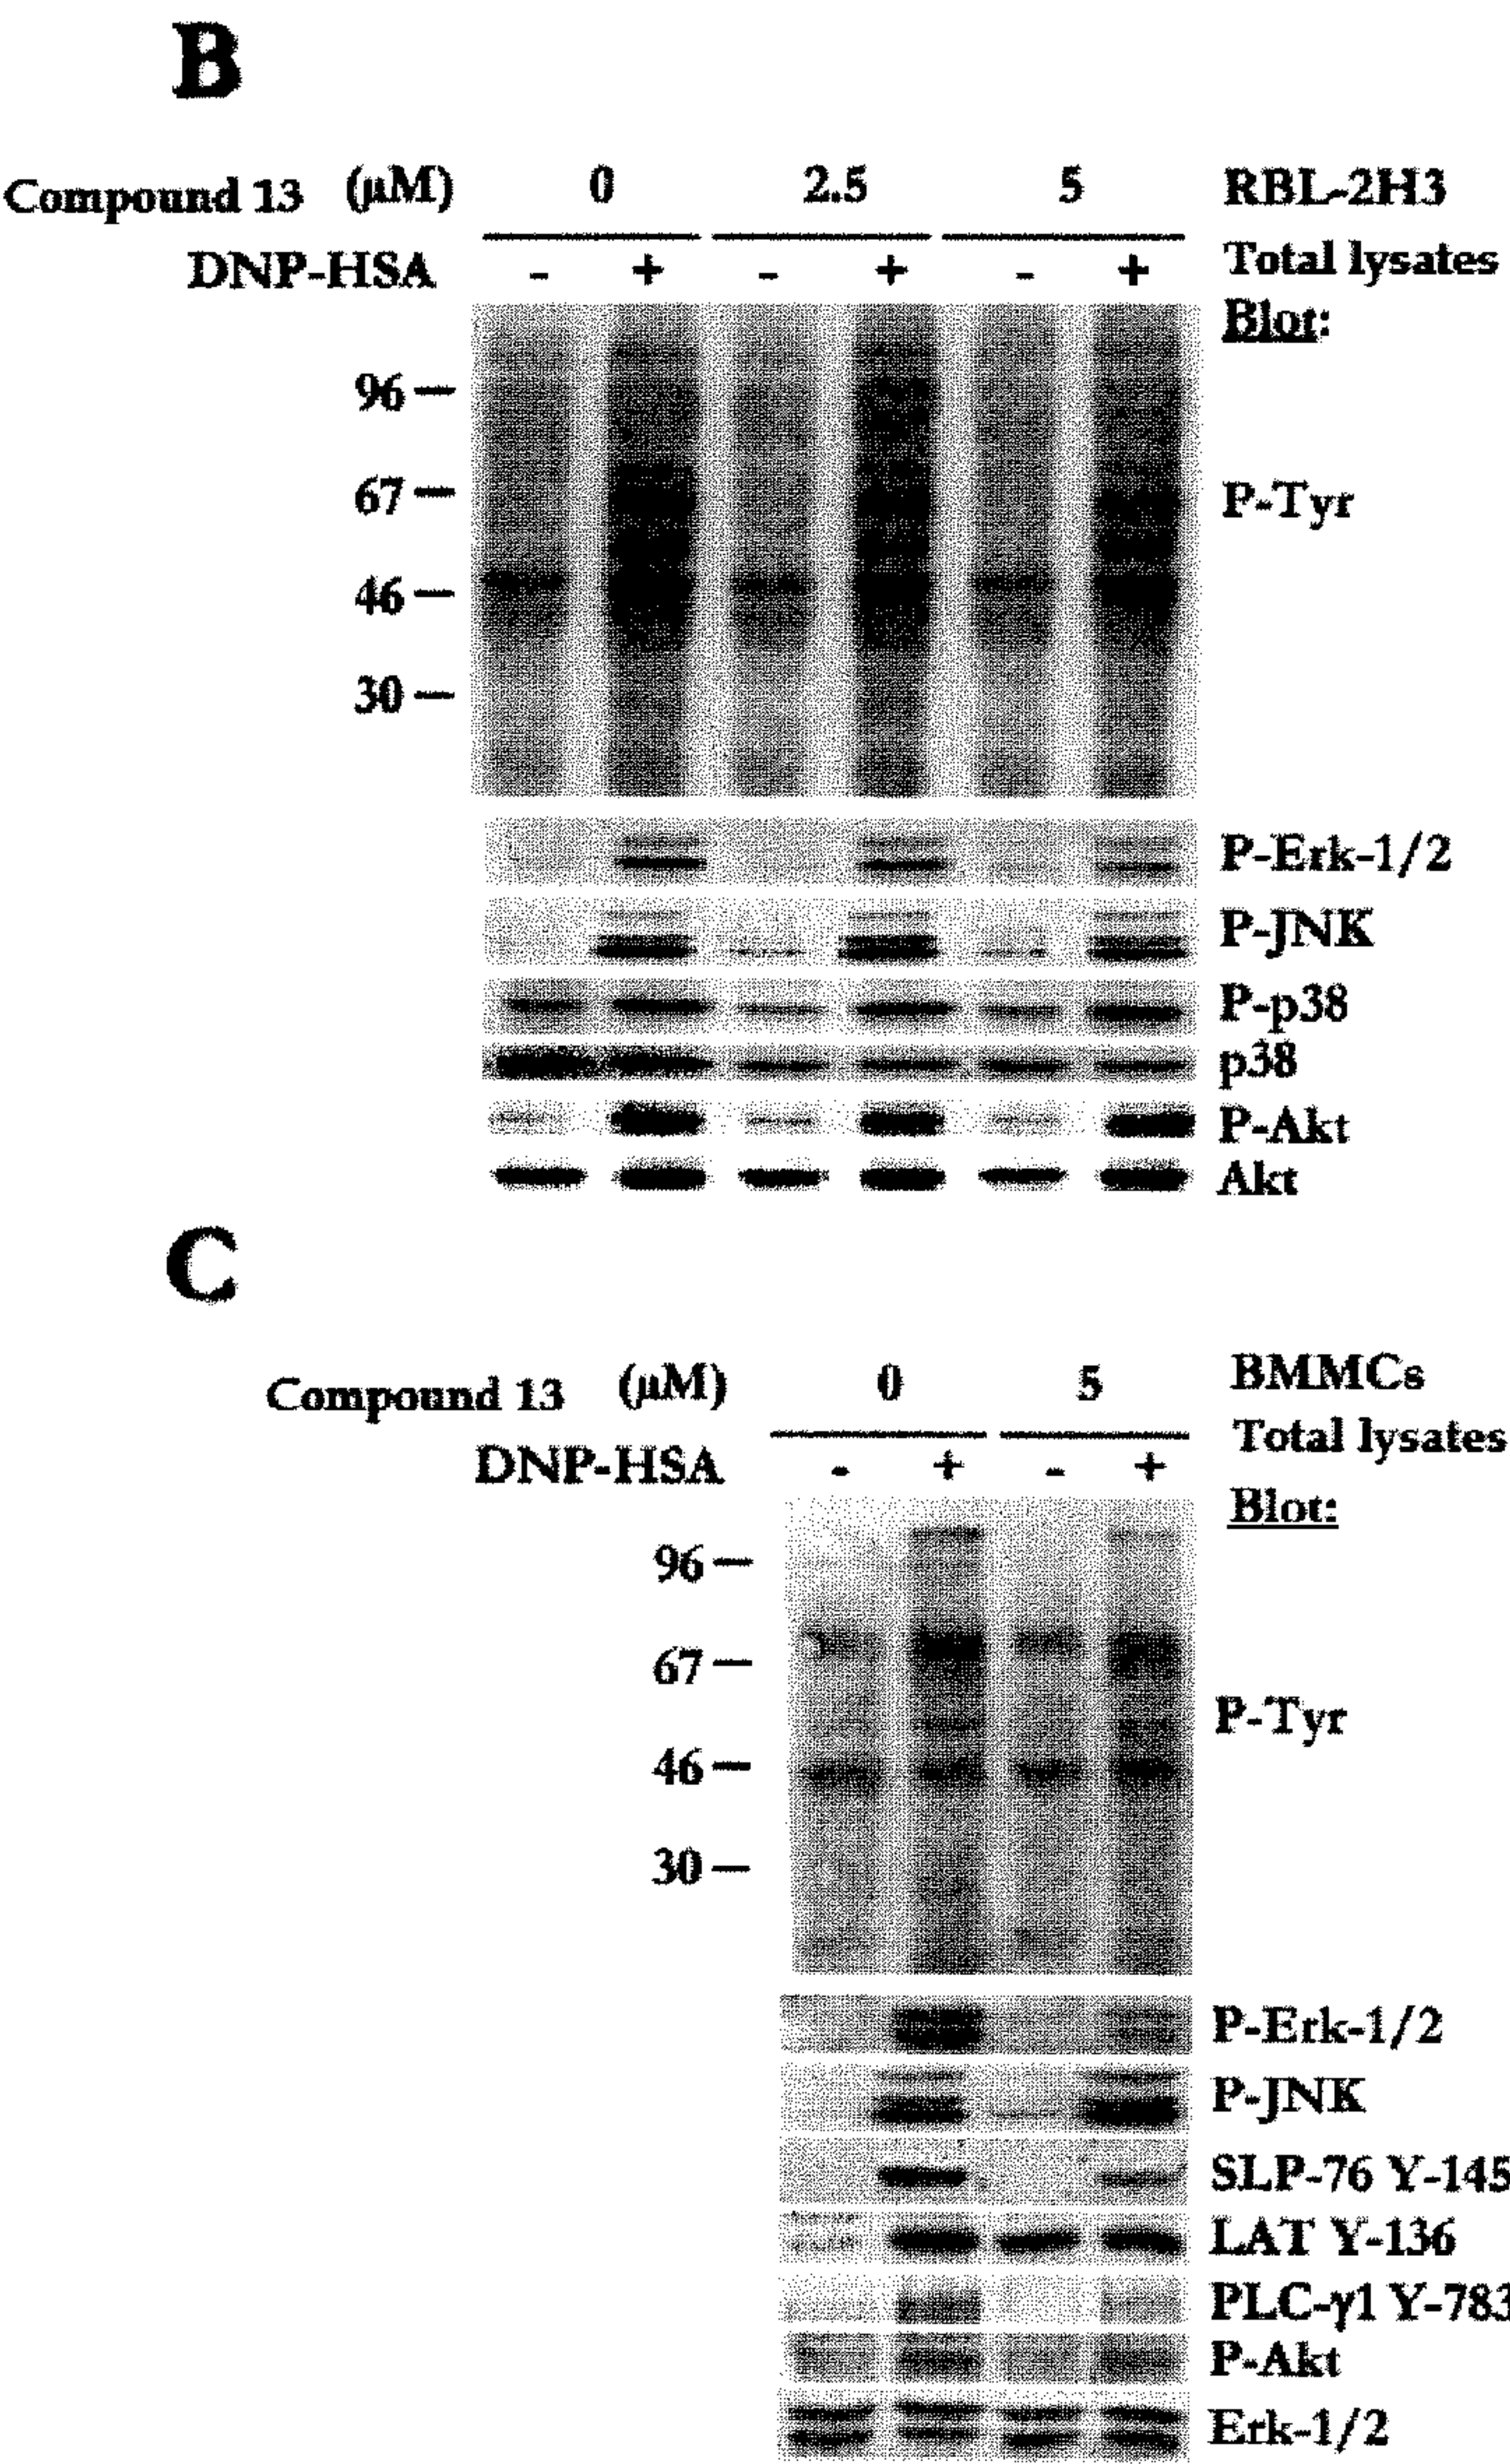 B
Compound 13 (μM) 0 2.5 5 RBL-2H3
DNP-HSA - + - + - + Total lysates
Blot:
96
67 P-Tyr
46
30
P-Erk-1/2
P-JNK
P-p38
p38
P-Akt
Akt
C
Compound 13 (μM) 0 5 BMMCs
Total lysates
DNP-HSA - + - +
Blot:
96
67
P-Tyr
46
30
P-Erk-1/2
P-JNK
SLP-76 Y-145
LAT Y-136
PLC-γ1 Y-783
P-Akt
Erk-1/2